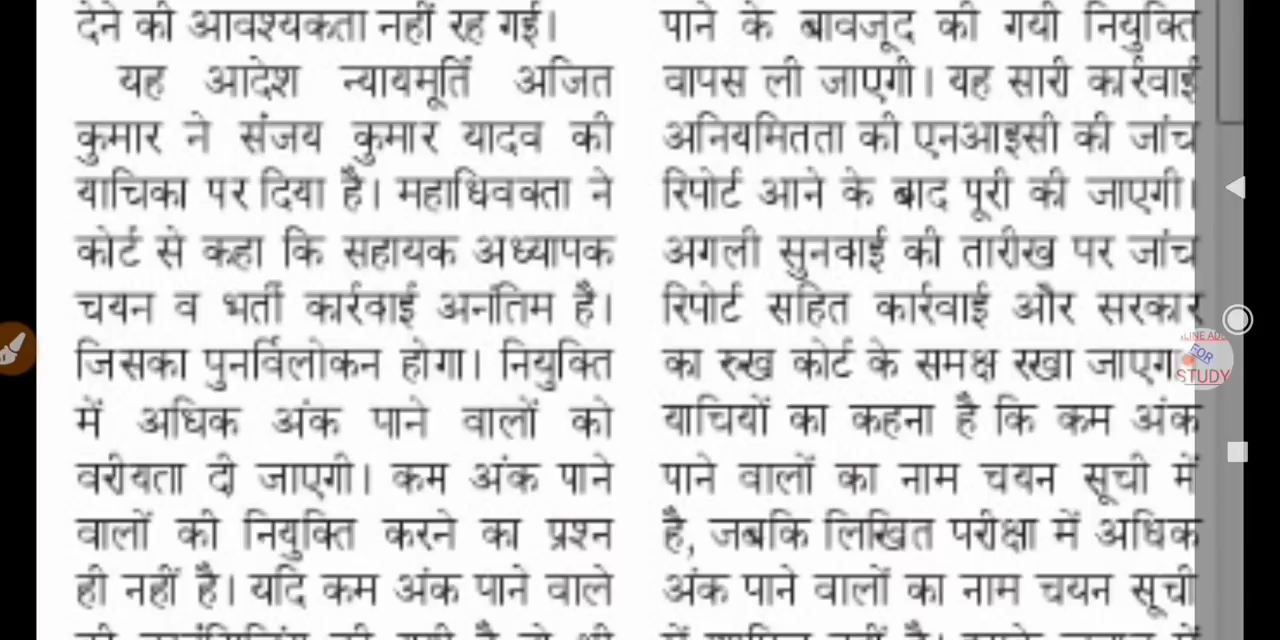 देने की आवश्यकता नहीं रह गई।
यह आदेश न्यायमूर्ति अजित
कुमार ने संजय कुमार यादव की
याचिका पर दिया है। महाधिवक्ता ने
कोर्ट से कहा कि सहायक अध्यापक
चयन व भर्ती कार्रवाई अनंतिम है।
जिसका पुनर्विलोकन होगा। नियुक्ति
में अधिक अंक पाने वालों को
वरीयता दी जाएगी। कम अंक पाने
वालों की नियुक्ति करने का प्रश्न
ही नहीं है। यदि कम अंक पाने वाले
पाने के बावजूद की गयी नियुक्ति
वापस ली जाएगी। यह सारी कार्रवाई
अनियमितता की एनआइसी की जांच
रिपोर्ट आने के बाद पूरी की जाएगी।
अगली सुनवाई की तारीख पर जांच
रिपोर्ट सहित कार्रवाई और सरकार
का रुख कोर्ट के समक्ष रखा
याचियों का कहना है कि कम अंक
पाने वालों का नाम चयन सूची में
है, जबकि लिखित परीक्षा में अधिक
अंक पाने वालों का नाम चयन सूची
FOR
STUDY